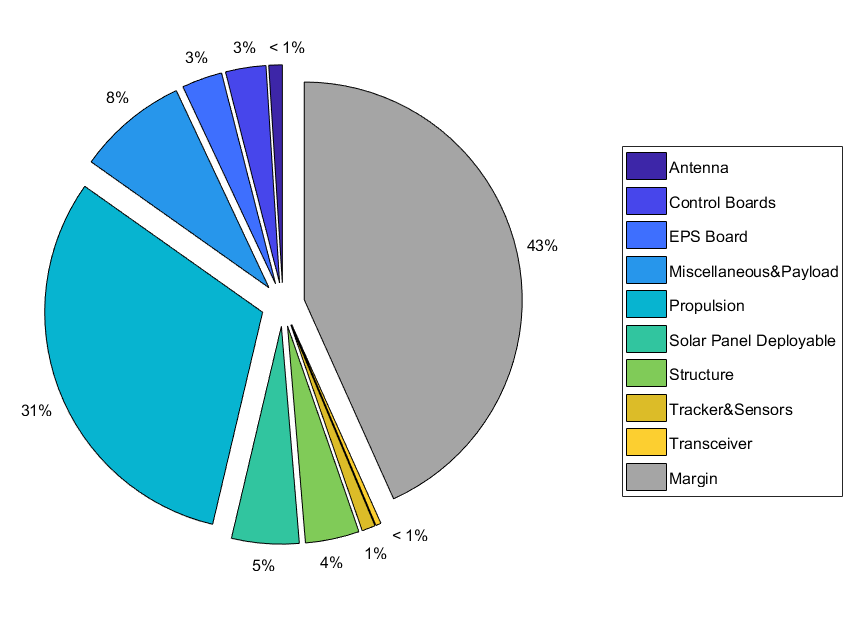 3%
3%
< 1%
8%
43%
31%
5%
4%
1%
< 1%
Antenna
Control Boards
EPS Board
Miscellaneous&Payload
Propulsion
Solar Panel Deployable
Structure
Tracker&Sensors
Transceiver
Margin